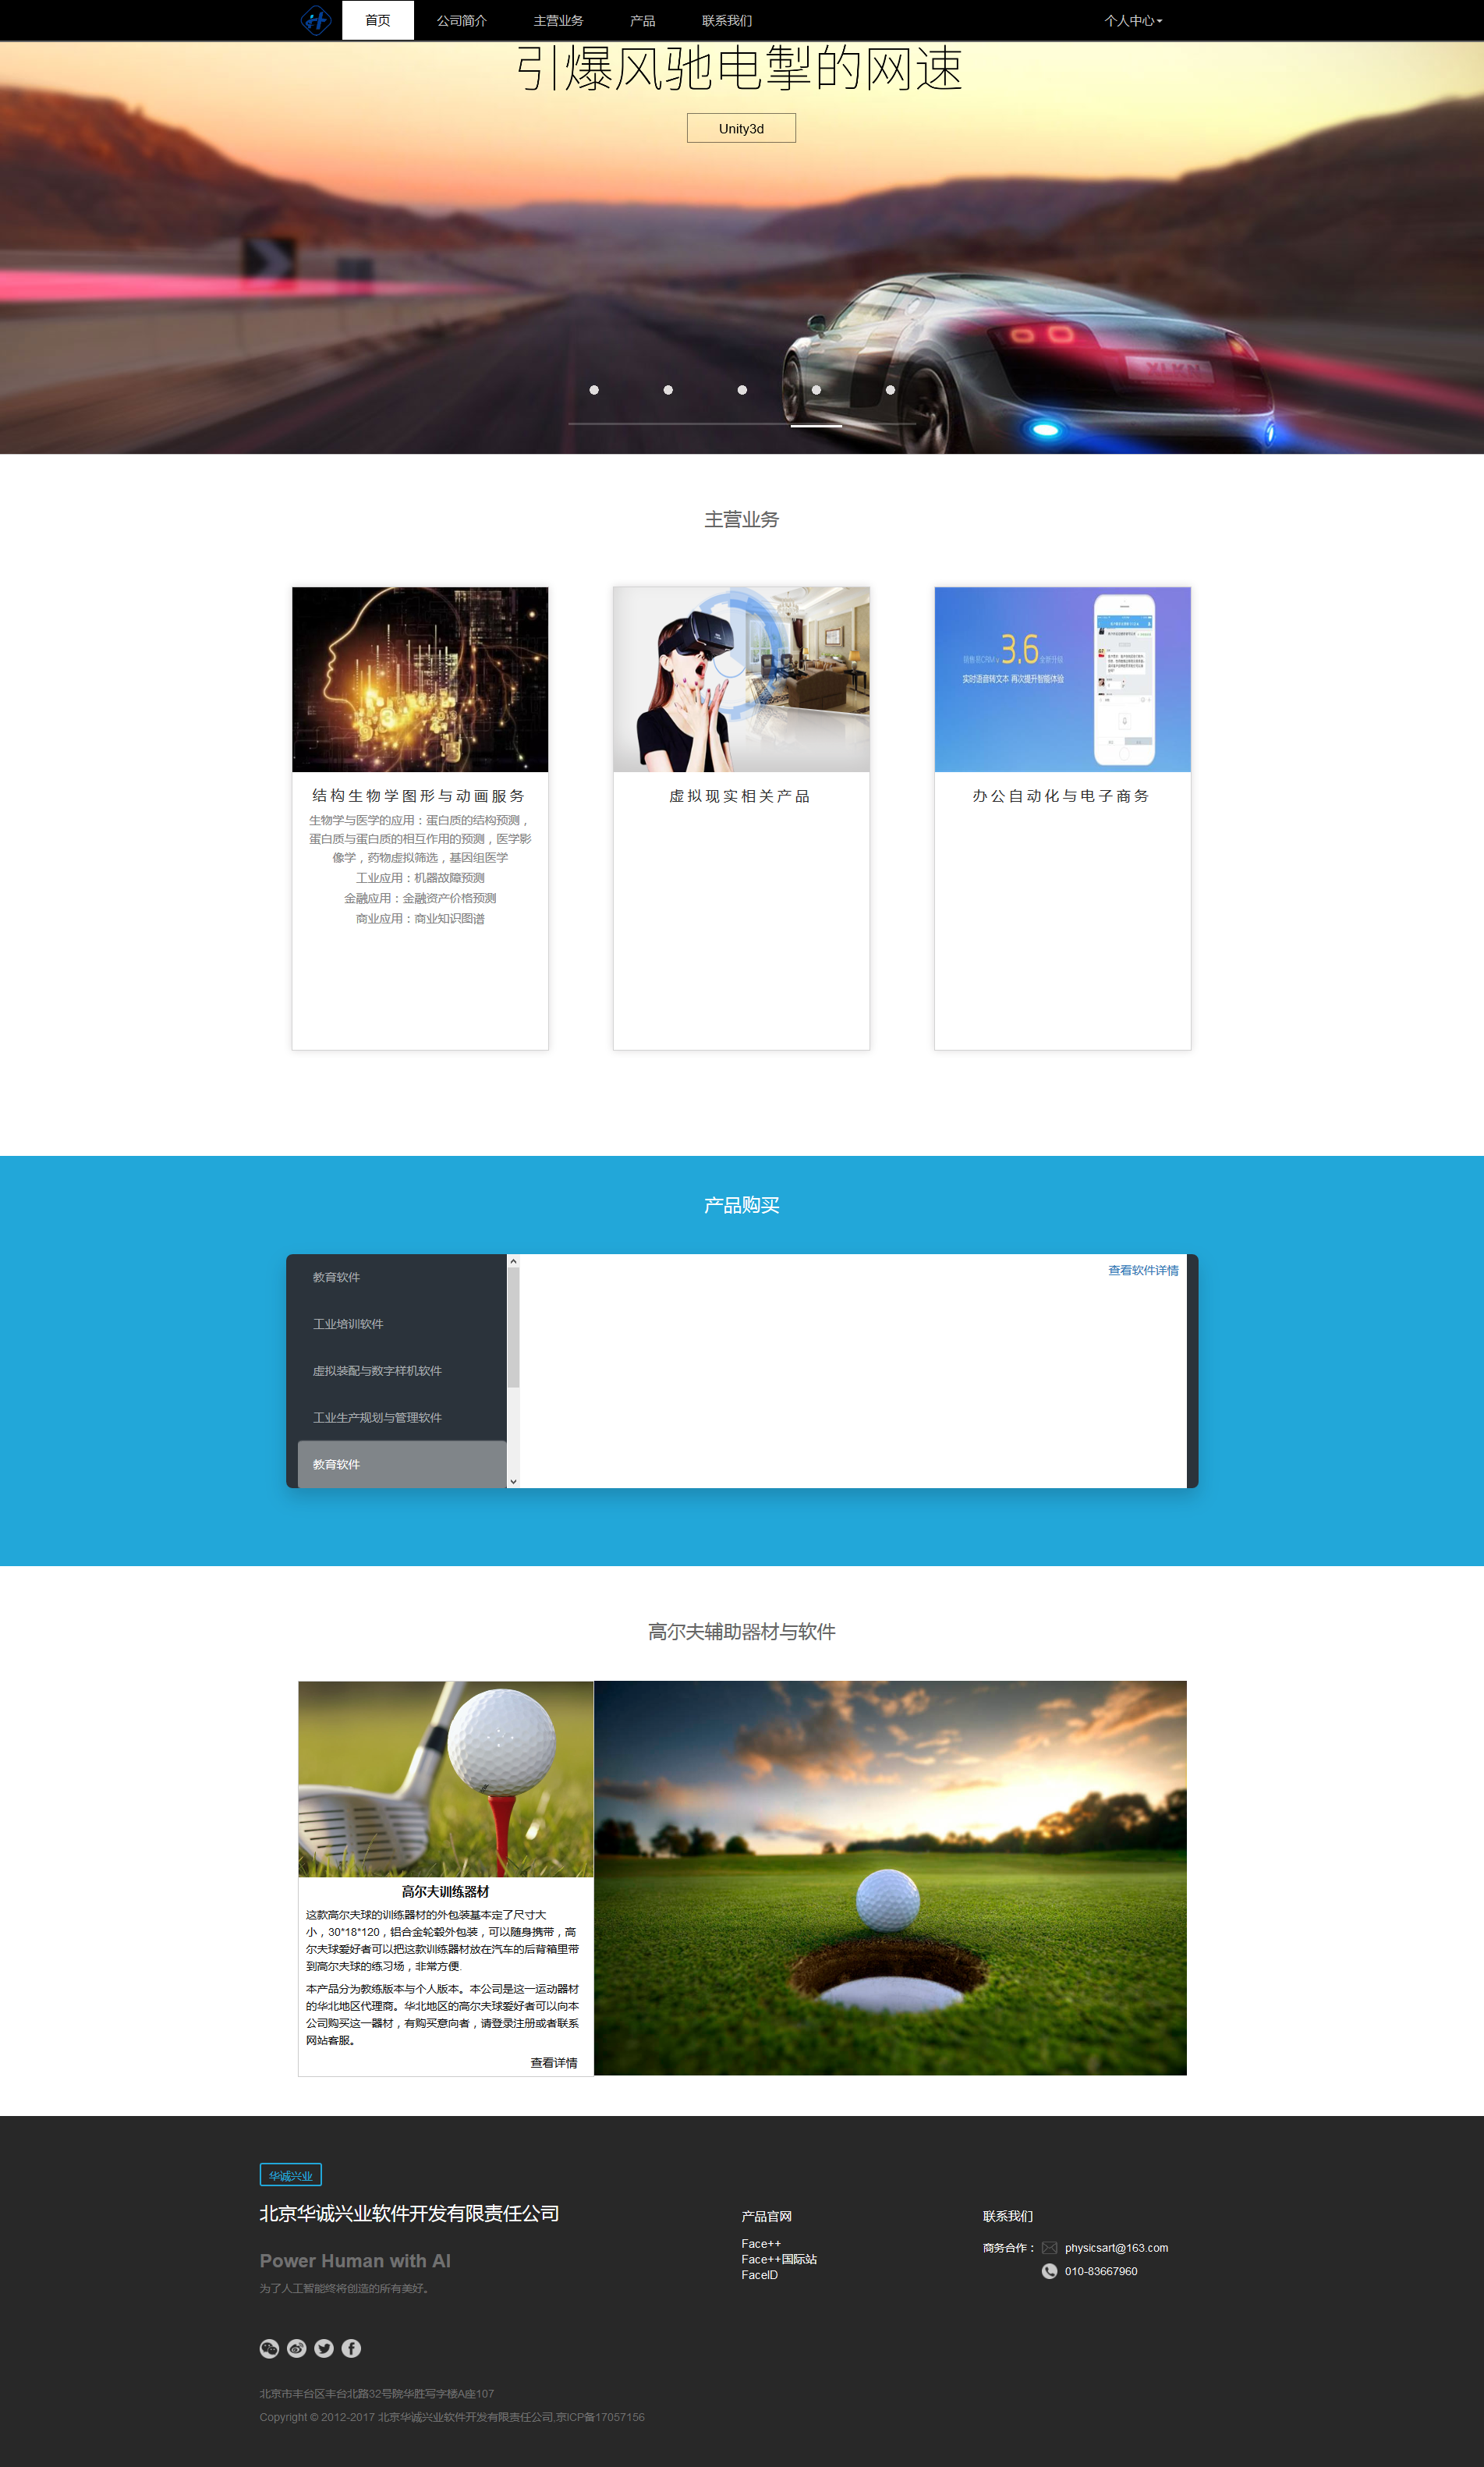 首页
公司简介
主营业务
产品
联系我们
个人中心
引爆风驰电掣的网速
Unity3d
XLKN
主营业务
3.6
实时语音转文本 再次提升智能体验
结构生物学图形与动画服务
生物学与医学的应用：蛋白质的结构预测，
蛋白质与蛋白质的相互作用的预测，医学影
像学，药物虚拟筛选，基因组医学
工业应用：机器故障预测
金融应用：金融资产价格预测
商业应用：商业知识图谱
虚拟现实相关产品
办公自动化与电子商务
产品购买
教育软件
工业培训软件
虚拟装配与数字样机软件
工业生产规划与管理软件
教育软件
查看软件详情
高尔夫辅助器材与软件
高尔夫训练器材
这款高尔夫球的训练器材的外包装基本定了尺寸大
小，30*18*120，铝合金轮毂外包装，可以随身携带，高
尔夫球爱好者可以把这款训练器材放在汽车的后背箱里带
到高尔夫球的练习场，非常方便.
本产品分为教练版本与个人版本。本公司是这一运动器材
的华北地区代理商。华北地区的高尔夫球爱好者可以向本
公司购买这一器材，有购买意向者，请登录注册或者联系
网站客服。
查看详情
华诚兴业
北京华诚兴业软件开发有限责任公司
Power Human with AI
为了人工智能终将创造的所有美好。
产品官网
Face++
Face++国际站
FaceID
联系我们
商务合作： physicsart@163.com
010-83667960
北京市丰台区丰台北路32号院华胜写字楼A座107
Copyright © 2012-2017 北京华诚兴业软件开发有限责任公司,京ICP备17057156